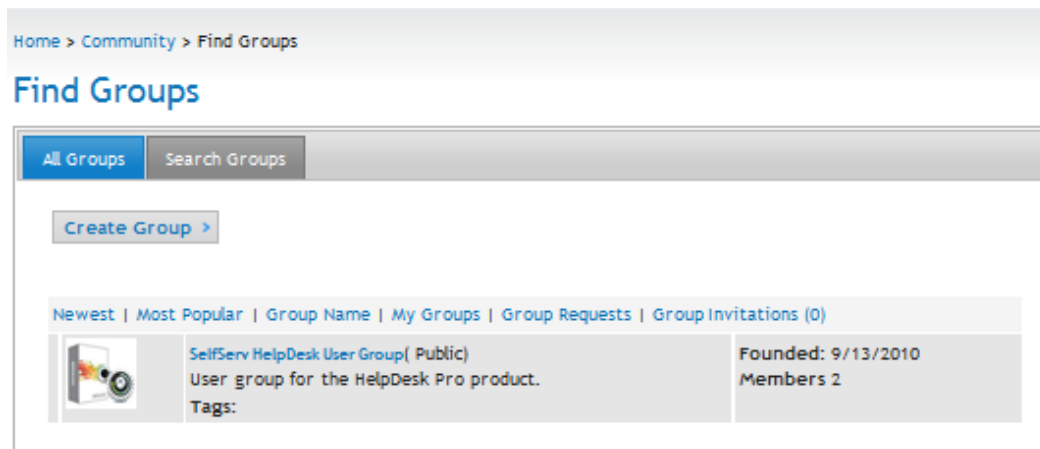 Home > Community > Find Groups
Find Groups
All Groups
Search Groups
Create Group >
Newest | Most Popular | Group Name | My Groups | Group Requests | Group Invitations (0)
SelfServ HelpDesk User Group( Public)
User group for the HelpDesk Pro product.
Tags:
Founded: 9/13/2010
Members 2